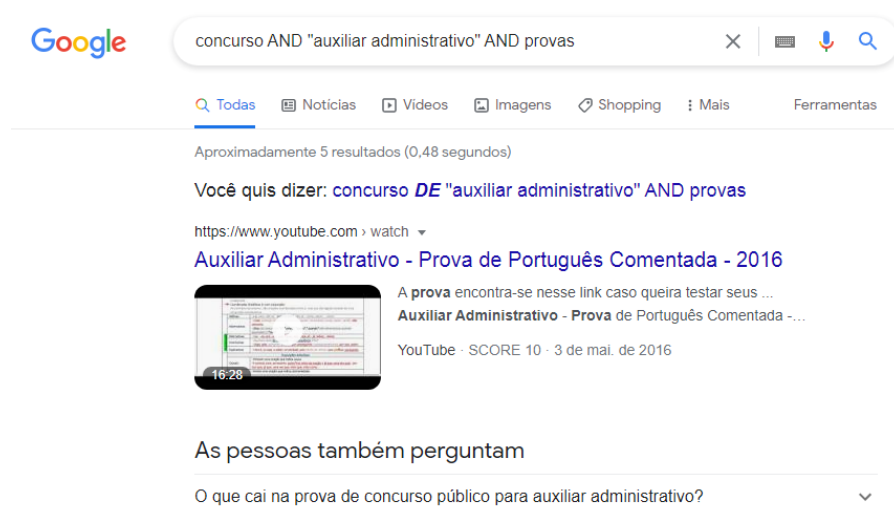 Google
concurso AND "auxiliar administrativo" AND provas
Todas Notícias Vídeos Imagens Shopping Mais Ferramentas
Aproximadamente 5 resultados (0,48 segundos)
Você quis dizer: concurso DE "auxiliar administrativo" AND provas
https://www.youtube.com › watch
Auxiliar Administrativo - Prova de Português Comentada - 2016
A prova encontra-se nesse link caso queira testar seus ...
Auxiliar Administrativo - Prova de Português Comentada -...
YouTube · SCORE 10 · 3 de mai. de 2016
16:28
As pessoas também perguntam
O que cai na prova de concurso público para auxiliar administrativo?